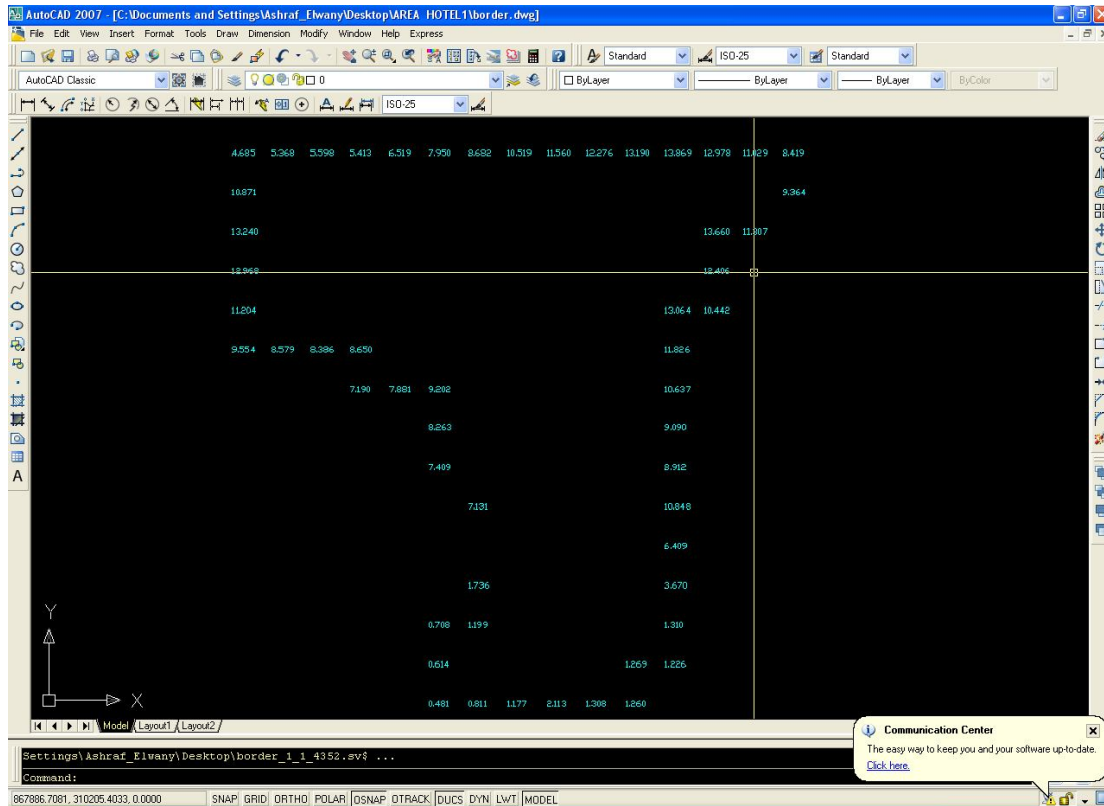 AutoCAD 2007 - [C:\Documents and Settings\Ashraf_Elwany\Desktop\AREA HOTEL1\border.dwg]
File Edit View Insert Format Tools Draw Dimension Modify Window Help Express
Standard ISO-25 Standard
AutoCAD Classic 0 ByLayer ByLayer ByLayer ByColor
ISO-25
4.685 5.368 5.598 5.413 6.519 7.950 8.682 10.519 11.560 12.276 13.190 13.869 12.978 11.029 8.419
10.871 9.364
13.240 13.660 11.807
12.968 12.406
11.204 13.064 10.442
9.554 8.579 8.386 8.650 11.826
7.190 7.881 9.202 10.637
8.263 9.090
7.409 8.912
7.131 10.848
6.409
1.736 3.670
Y
0.708 1.199 1.310
0.614 1.269 1.226
X
0.481 0.811 1.177 2.113 1.308 1.260
Model Layout1 Layout2
Communication Center
The easy way to keep you and your software up-to-date.
Click here.
Settings\Ashraf_Elwany\Desktop\border_1_1_4352.sv$ ...
Command:
867886.7081, 310205.4033, 0.0000 SNAP GRID ORTHO POLAR OSNAP OTRACK DUCS DYN LWT MODEL